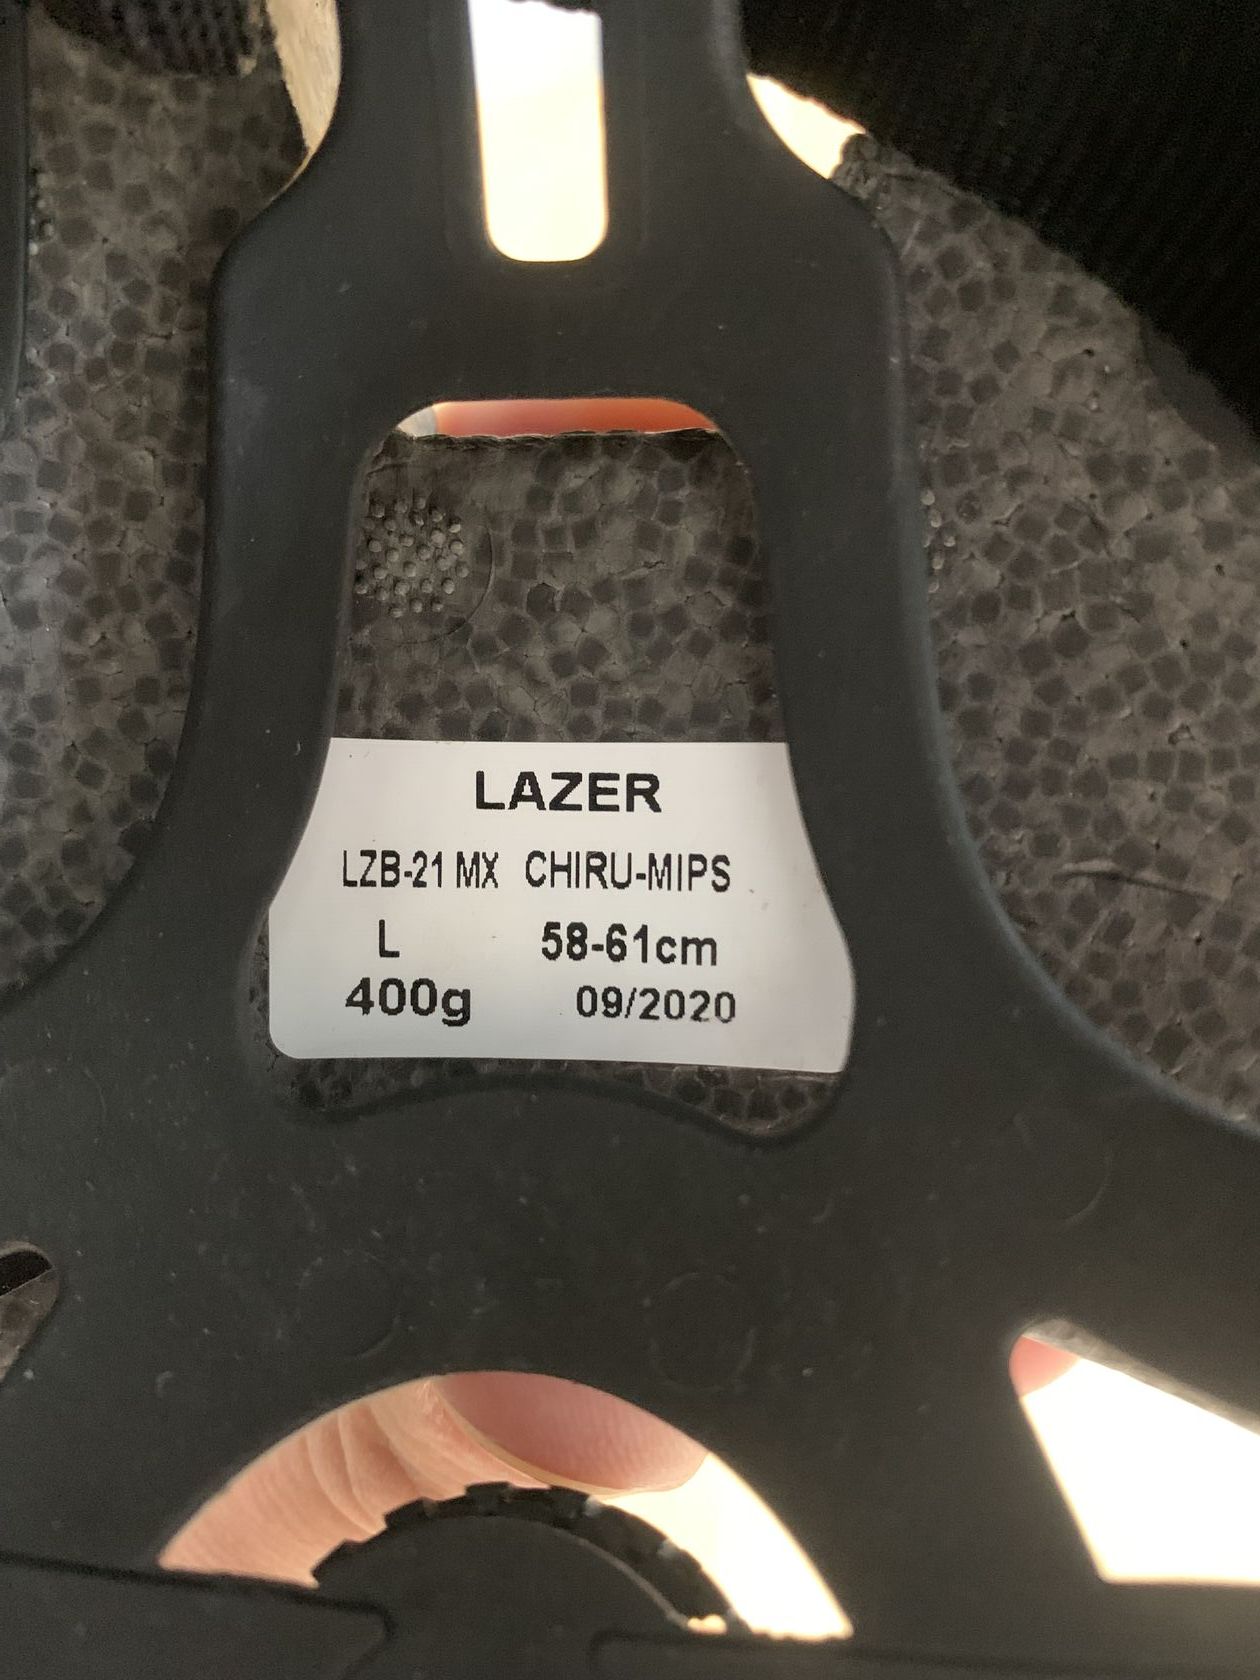 LAZER
LZB-21 MX CHIRU-MIPS
L 58-61cm
400g 09/2020